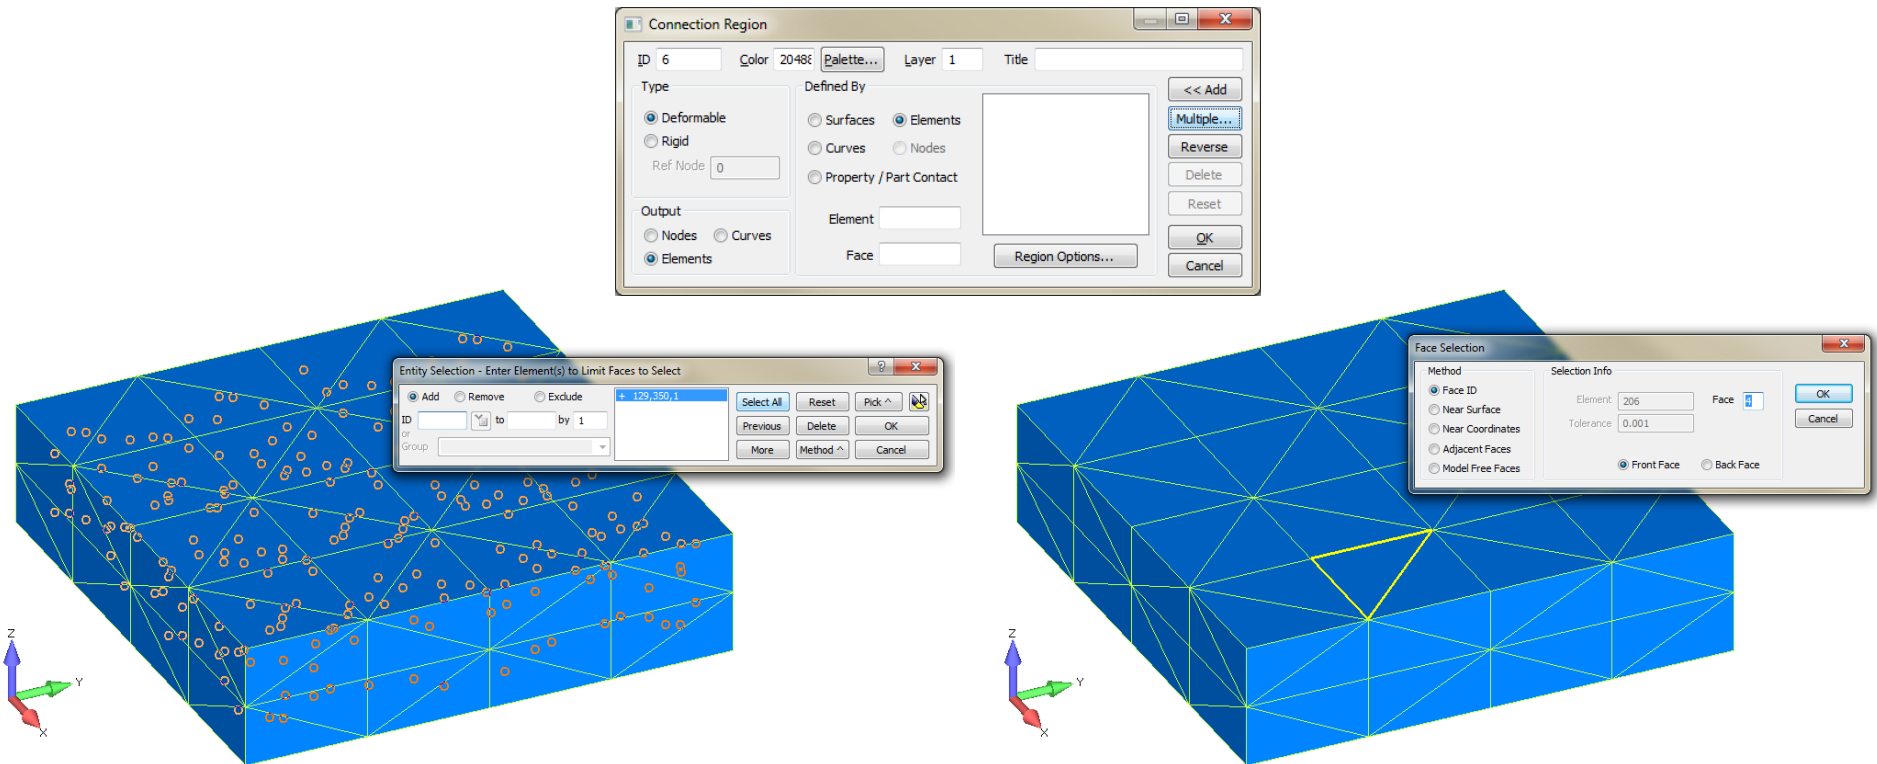 Connection Region
ID 6 Color 20488 Palette... Layer 1 Title
Type
Deformable
Rigid
Ref Node 0
Output
Nodes Curves
Elements
Defined By
Surfaces Elements
Curves Nodes
Property / Part Contact
Element
Face
Region Options...
<< Add
Multiple...
Reverse
Delete
Reset
OK
Cancel
Entity Selection - Enter Element(s) to Limit Faces to Select
Add Remove Exclude
ID to by 1
or
Group
+ 129,350,1
Select All Reset Pick ^
Previous Delete OK
More Method ^ Cancel
Face Selection
Method
Face ID
Near Surface
Near Coordinates
Adjacent Faces
Model Free Faces
Selection Info
Element 206 Face 4
Tolerance 0.001
Front Face Back Face
OK
Cancel
Z
Y
X
Z
Y
X